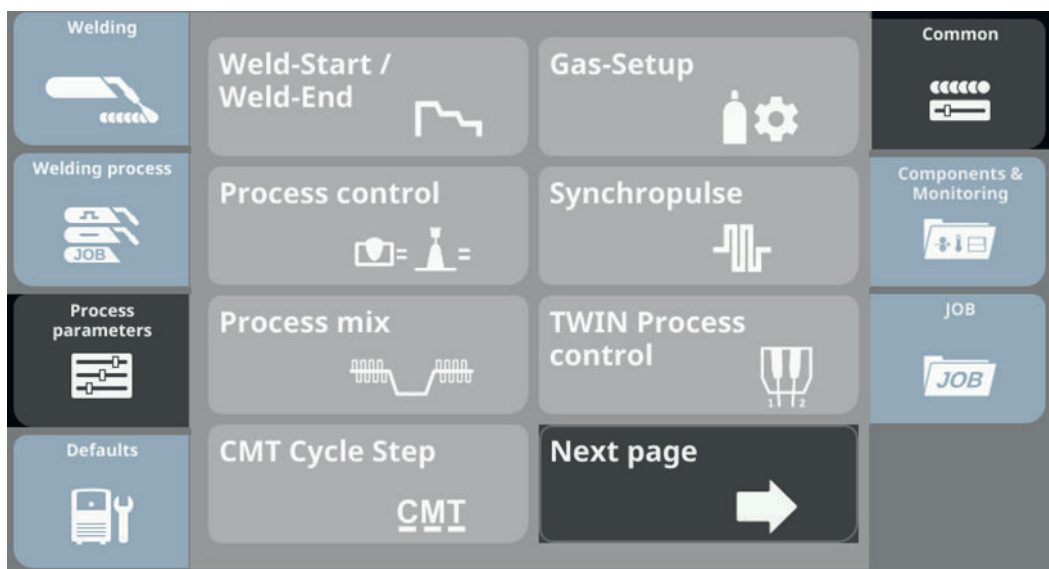 Welding
Welding process
JOB
Process
parameters
Defaults
Weld-Start /
Weld-End
Gas-Setup
Process control
= =
Synchropulse
Process mix
TWIN Process
control
1 2
CMT Cycle Step
CMT
Next page
Common
Components &
Monitoring
JOB
JOB